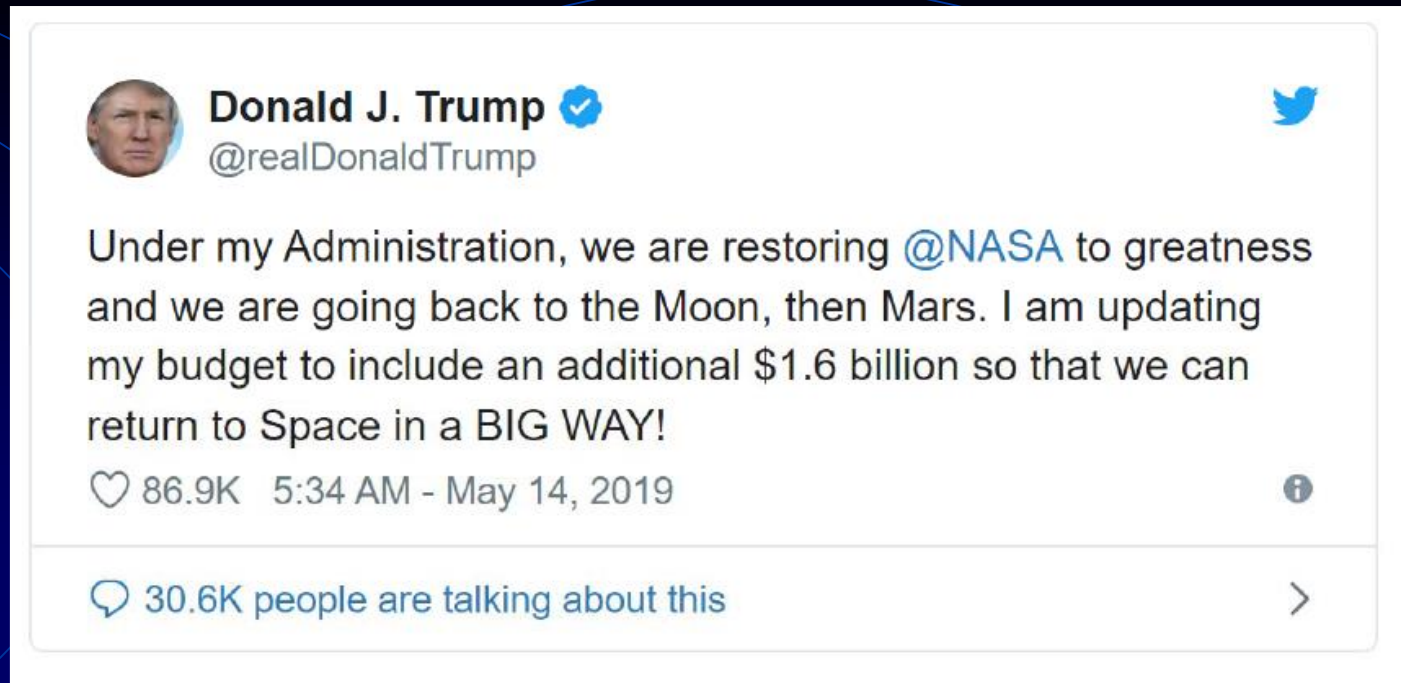 Donald J. Trump
@realDonaldTrump
Under my Administration, we are restoring @NASA to greatness
and we are going back to the Moon, then Mars. I am updating
my budget to include an additional $1.6 billion so that we can
return to Space in a BIG WAY!
86.9K 5:34 AM - May 14, 2019
30.6K people are talking about this